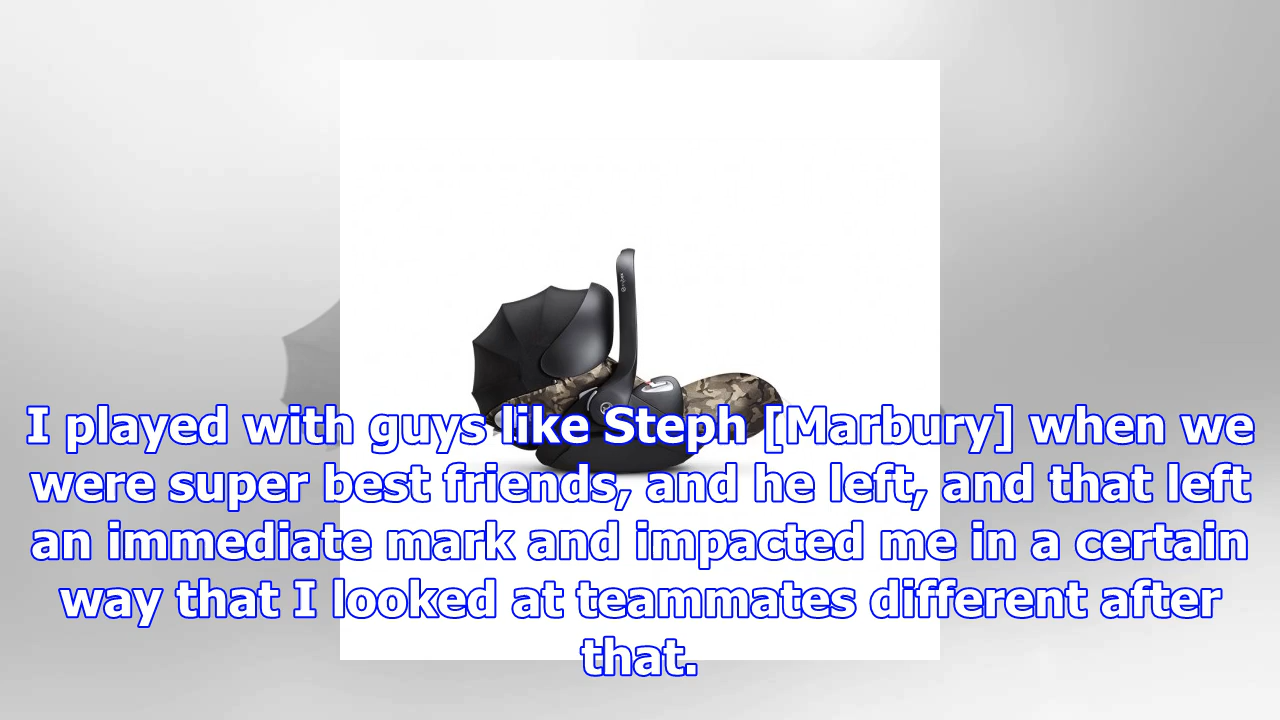 I played with guys like Steph [Marbury] when we
were super best friends, and he left, and that left
an immediate mark and impacted me in a certain
way that I looked at teammates different after
that.